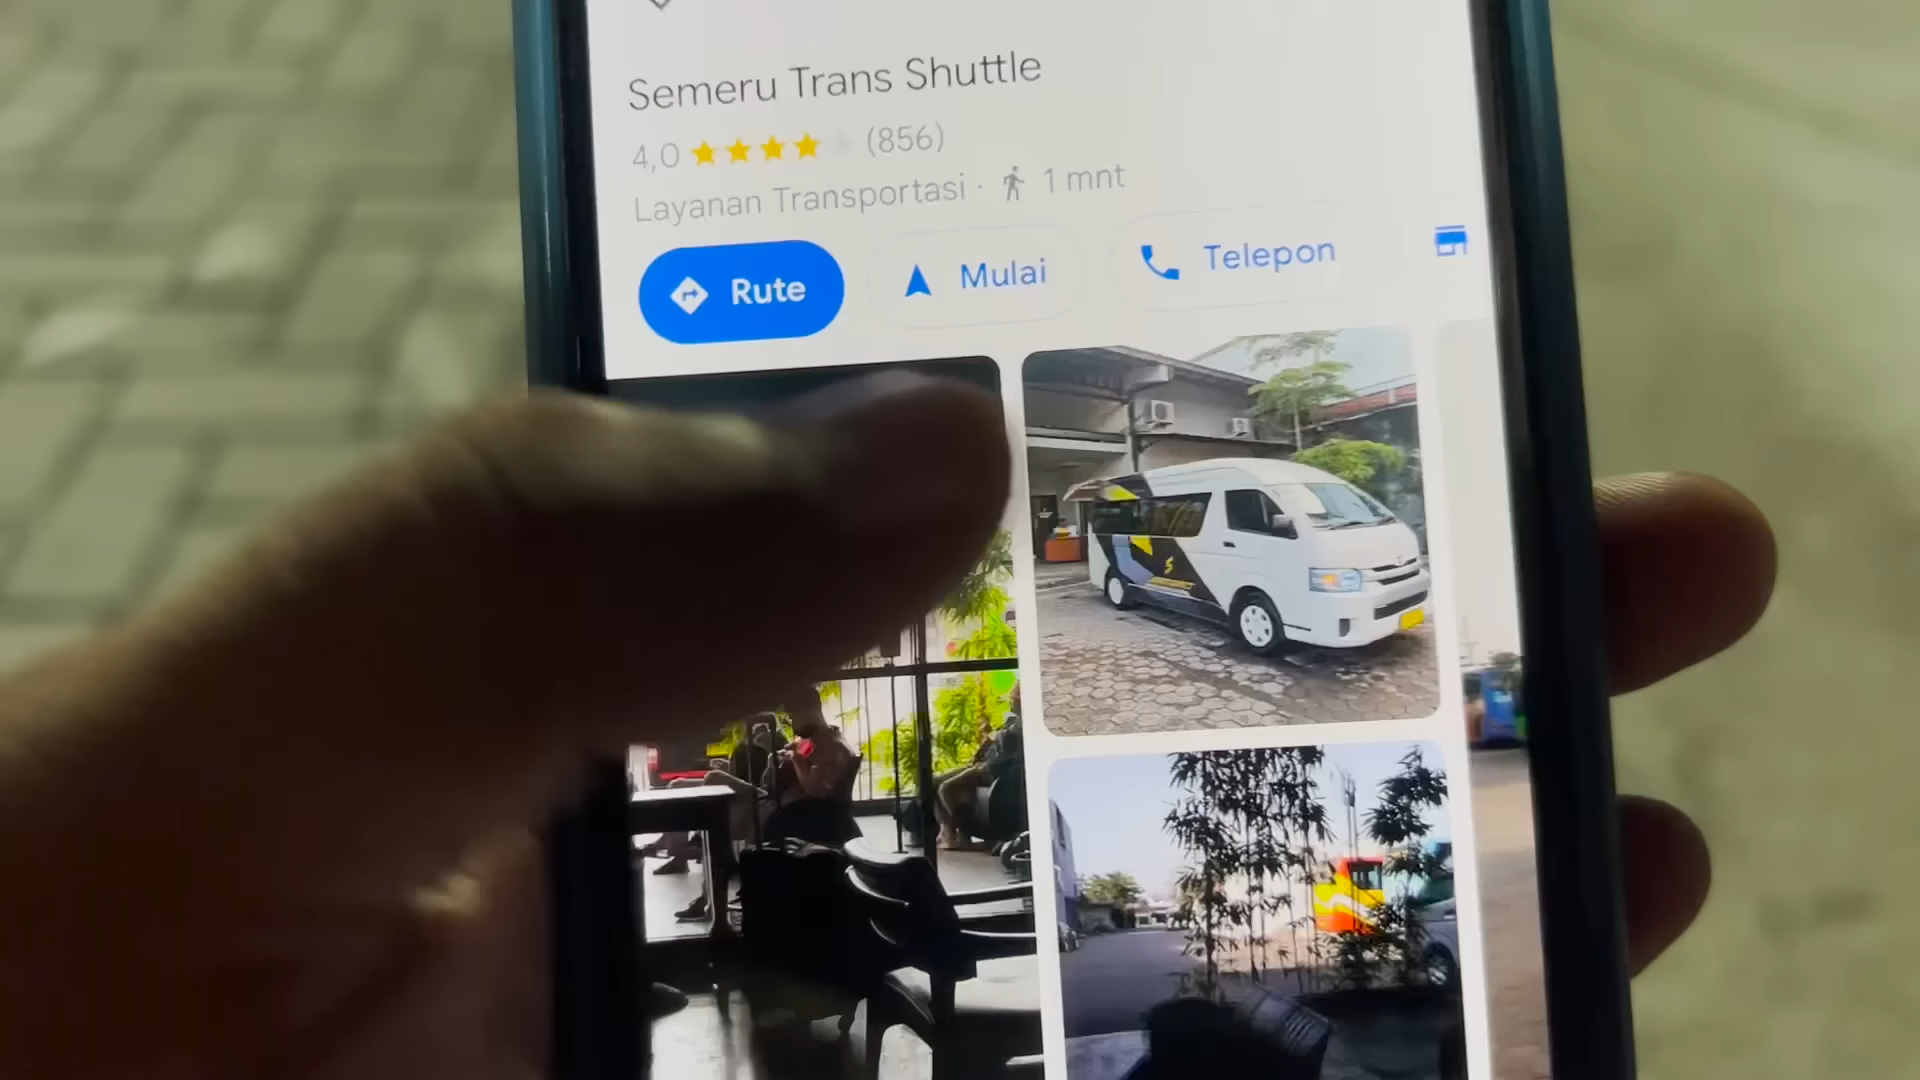 Semeru Trans Shuttle
4,0 (856)
Layanan Transportasi · 1 mnt
Rute
Mulai
Telepon